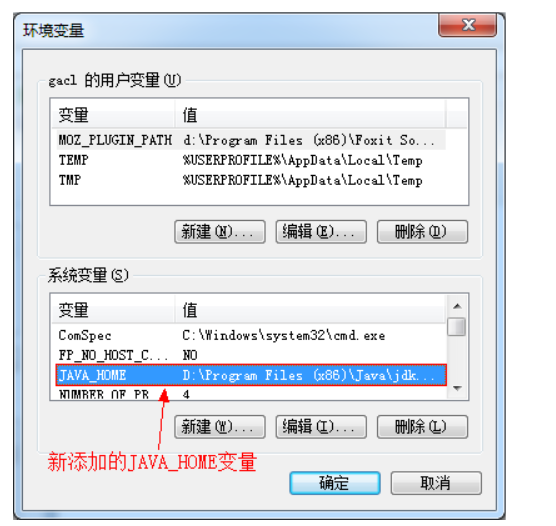 环境变量
gacl 的用户变量(U)
变量 值
MOZ_PLUGIN_PATH d:\Program Files (x86)\Foxit So...
TEMP %USERPROFILE%\AppData\Local\Temp
TMP %USERPROFILE%\AppData\Local\Temp
新建(N)... 编辑(E)... 删除(D)
系统变量(S)
变量 值
ComSpec C:\Windows\system32\cmd.exe
FP_NO_HOST_C... NO
JAVA_HOME D:\Program Files (x86)\Java\jdk...
NUMBER_OF_PR 4
新建(W)... 编辑(I)... 删除(L)
新添加的JAVA_HOME变量
确定 取消